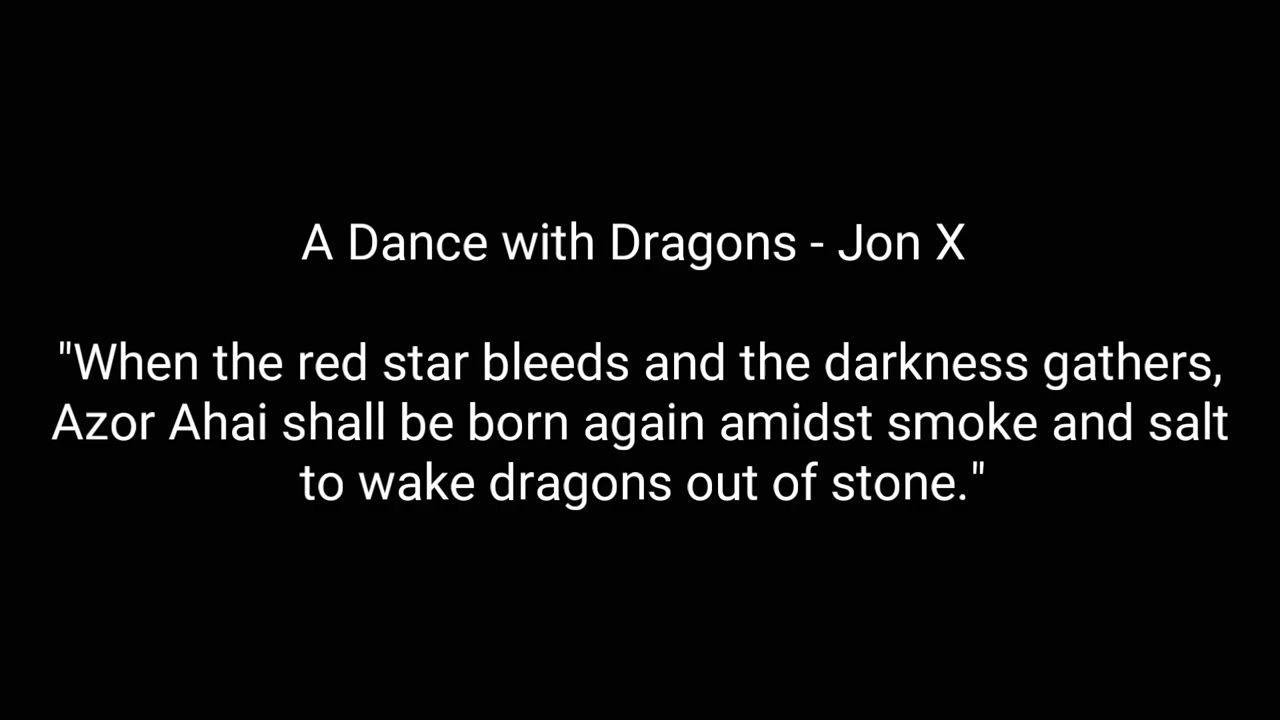 A Dance with Dragons - Jon X
"When the red star bleeds and the darkness gathers,
Azor Ahai shall be born again amidst smoke and salt
to wake dragons out of stone."